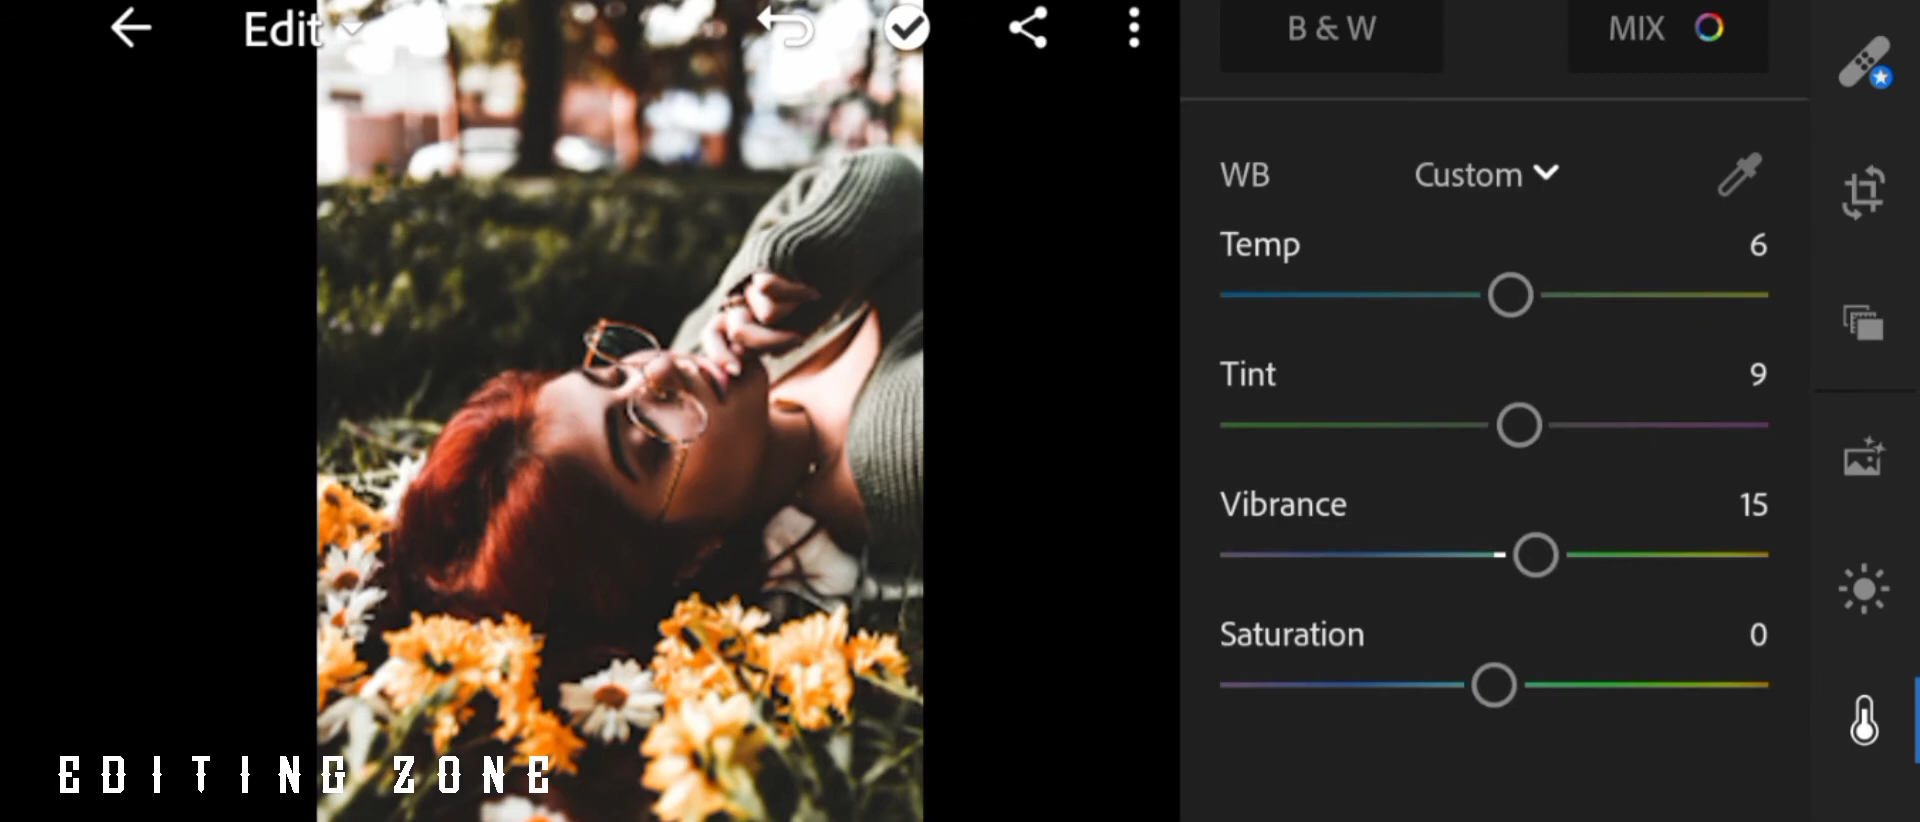 Edit
B & W MIX
WB Custom
Temp 6
Tint 9
Vibrance 15
Saturation 0
EDITING ZONE